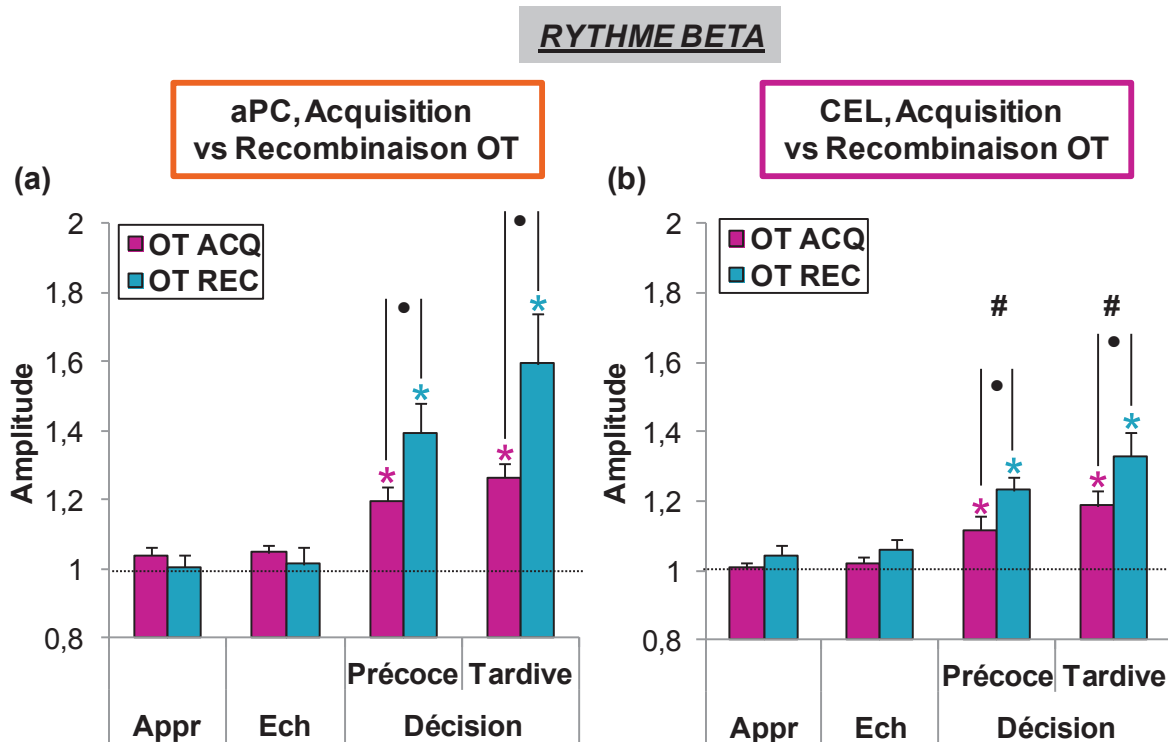 RYTHME BETA
aPC, Acquisition
vs Recombinaison OT
CEL, Acquisition
vs Recombinaison OT
(a)
Amplitude
2
1,8
1,6
1,4
1,2
1
0,8
OT ACQ
OT REC
*
*
*
*
Précoce
Tardive
Appr
Ech
Décision
(b)
Amplitude
2
1,8
1,6
1,4
1,2
1
0,8
OT ACQ
OT REC
#
#
*
*
*
*
Précoce
Tardive
Appr
Ech
Décision